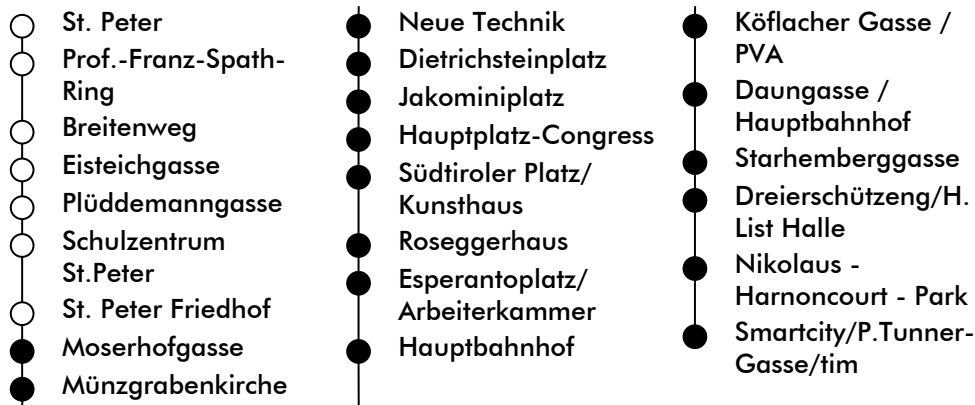 St. Peter
Prof.-Franz-Spath-
Ring
Breitenweg
Eisteichgasse
Plüddemanngasse
Schulzentrum
St.Peter
St. Peter Friedhof
Moserhofgasse
Münzgrabenkirche
Neue Technik
Dietrichsteinplatz
Jakominiplatz
Hauptplatz-Congress
Südtiroler Platz/
Kunsthaus
Roseggerhaus
Esperantoplatz/
Arbeiterkammer
Hauptbahnhof
Köflacher Gasse /
PVA
Daungasse /
Hauptbahnhof
Starhemberggasse
Dreierschützeng/H.
List Halle
Nikolaus -
Harnoncourt - Park
Smartcity/P.Tunner-
Gasse/tim